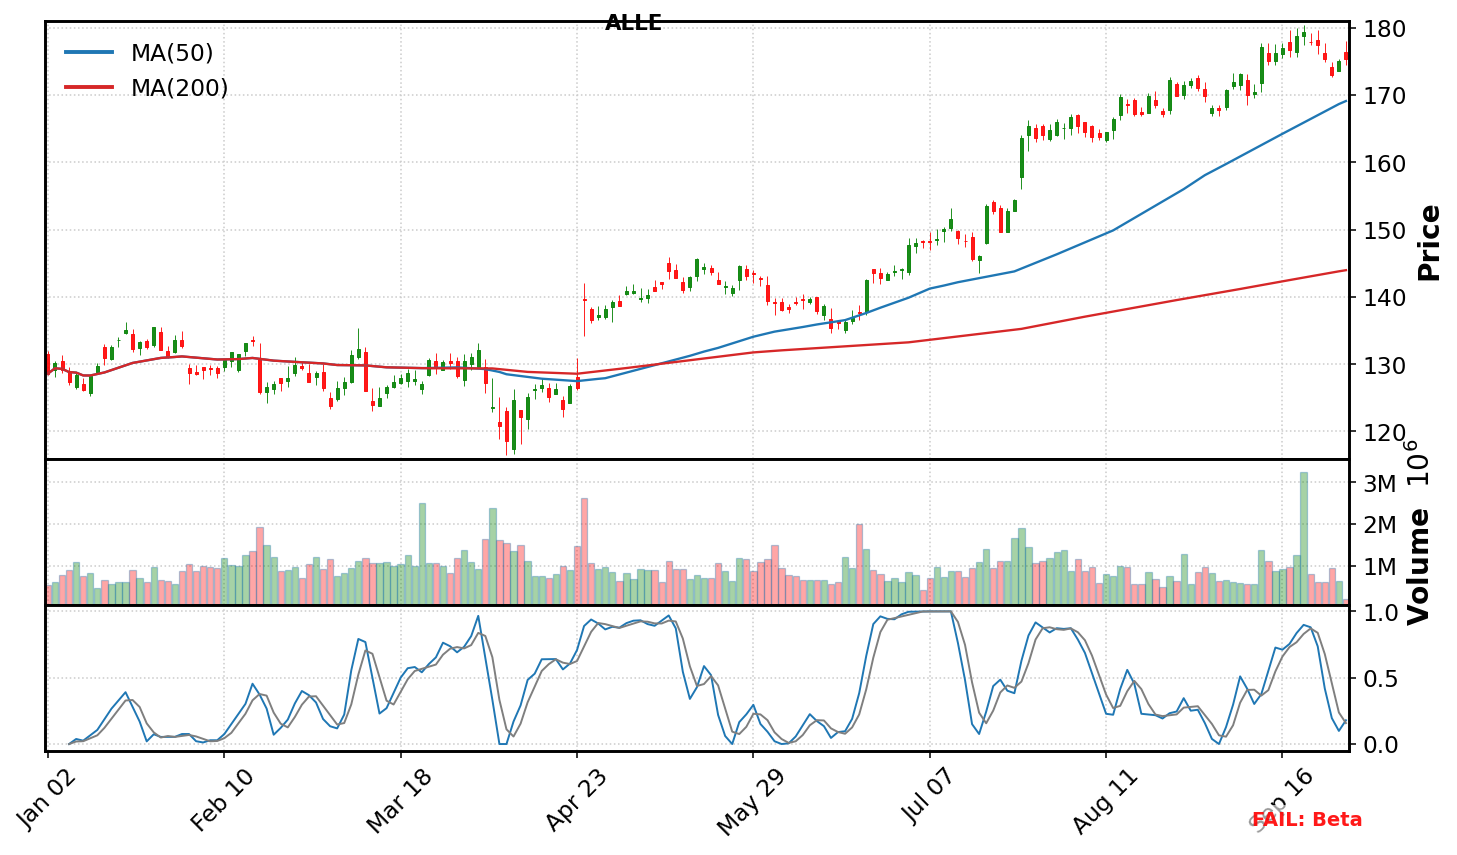 ALLE
MA(50)
MA(200)
180
170
160
150
140
130
120
Price
3M
2M
1M
Volume 10^6
1.0
0.5
0.0
Jan 02
Feb 10
Mar 18
Apr 23
May 29
Jul 07
Aug 11
Sep 16
FAIL: Beta